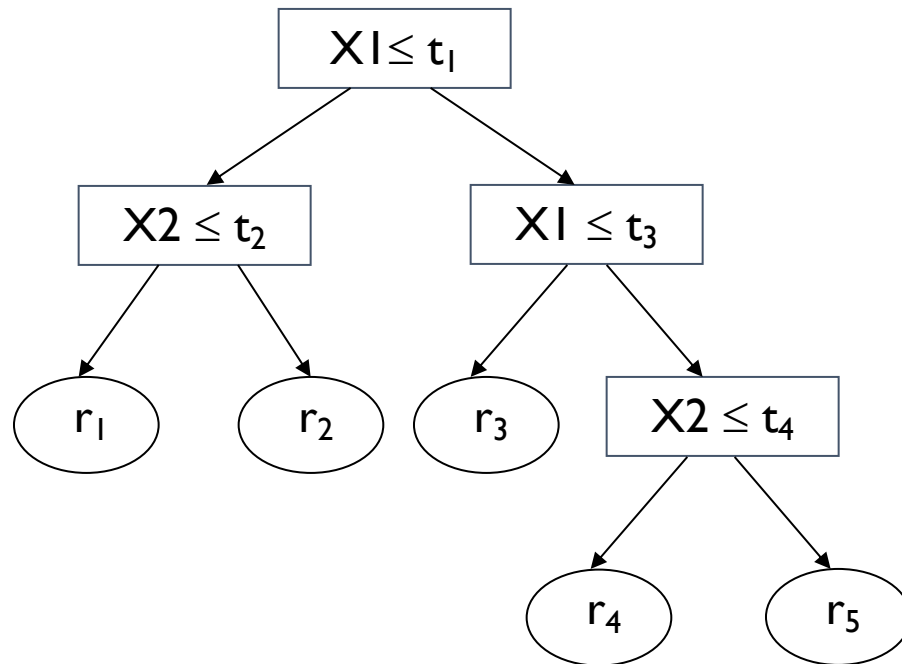 X1≤ t₁
X2 ≤ t₂
X1 ≤ t₃
r₁
r₂
r₃
X2 ≤ t₄
r₄
r₅